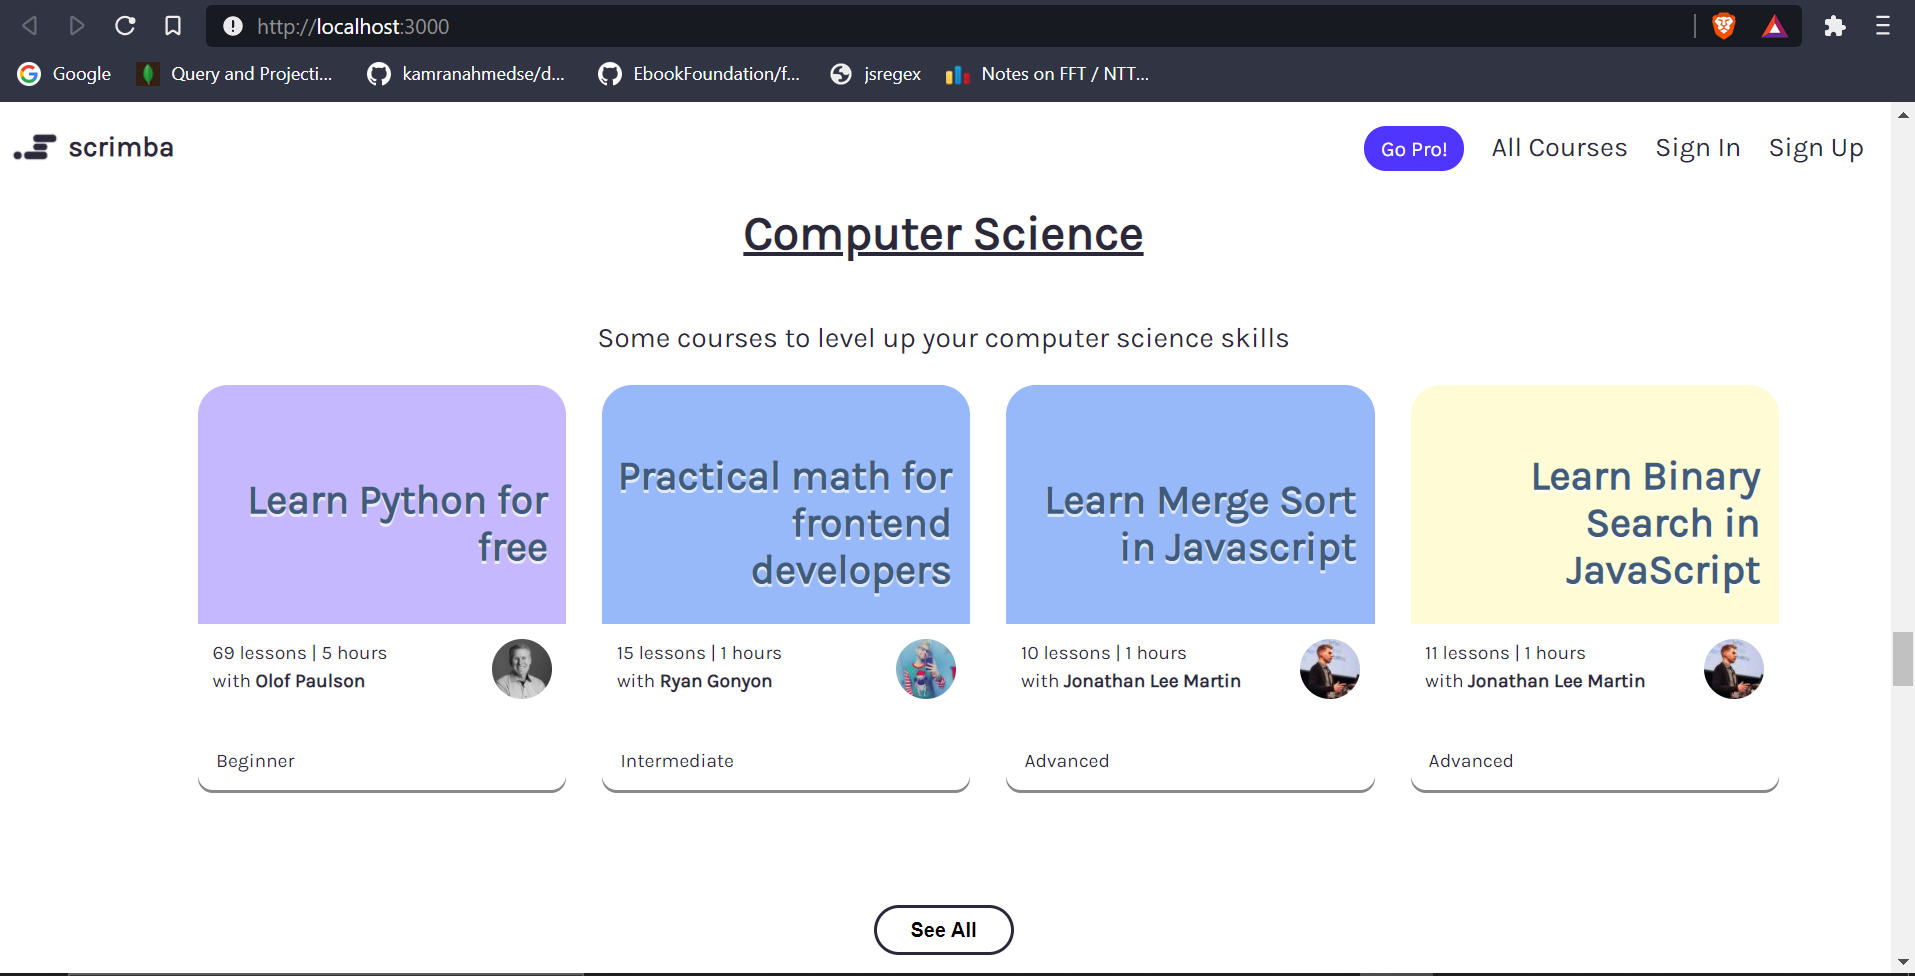 http://localhost:3000
Google
Query and Projecti...
kamranahmedse/d...
EbookFoundation/f...
jsregex
Notes on FFT / NTT...
scrimba
Go Pro!
All Courses
Sign In
Sign Up
Computer Science
Some courses to level up your computer science skills
Learn Python for
free
69 lessons | 5 hours
with Olof Paulson
Beginner
Practical math for
frontend
developers
15 lessons | 1 hours
with Ryan Gonyon
Intermediate
Learn Merge Sort
in Javascript
10 lessons | 1 hours
with Jonathan Lee Martin
Advanced
Learn Binary
Search in
JavaScript
11 lessons | 1 hours
with Jonathan Lee Martin
Advanced
See All